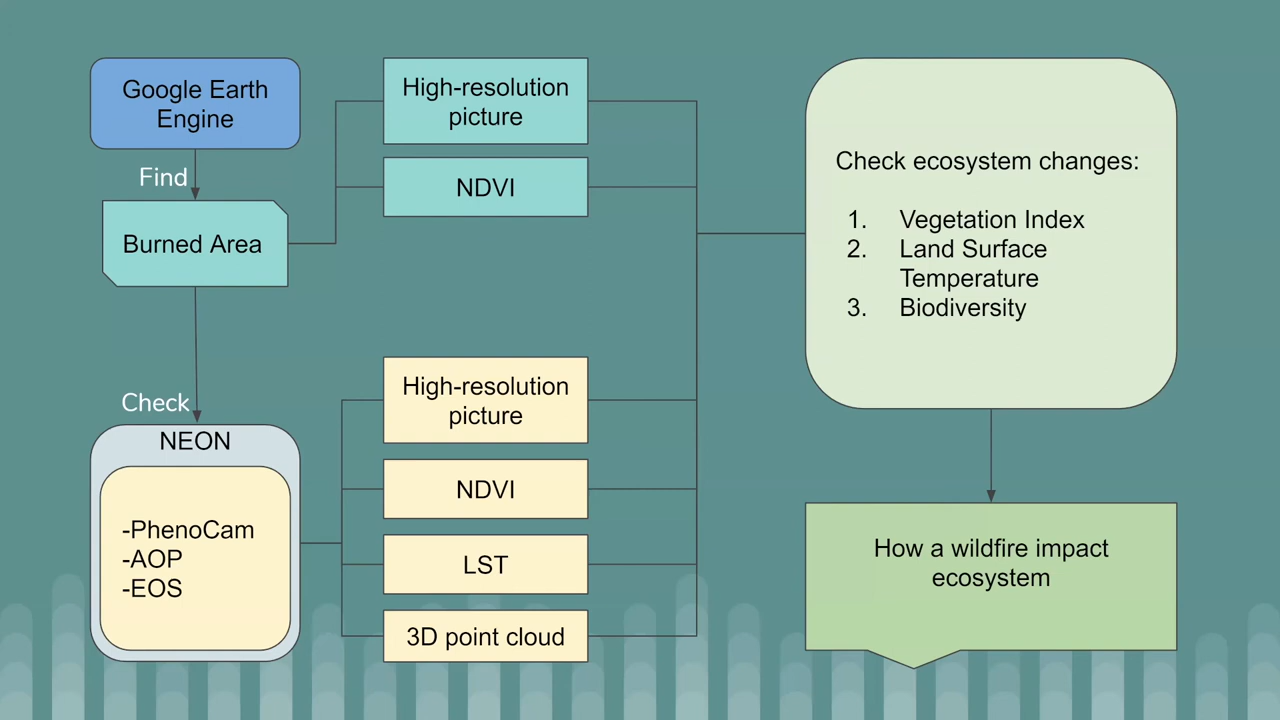 Google Earth
Engine
Find
Burned Area
Check
NEON
-PhenoCam
-AOP
-EOS
High-resolution
picture
NDVI
High-resolution
picture
NDVI
LST
3D point cloud
Check ecosystem changes:
1. Vegetation Index
2. Land Surface
Temperature
3. Biodiversity
How a wildfire impact
ecosystem